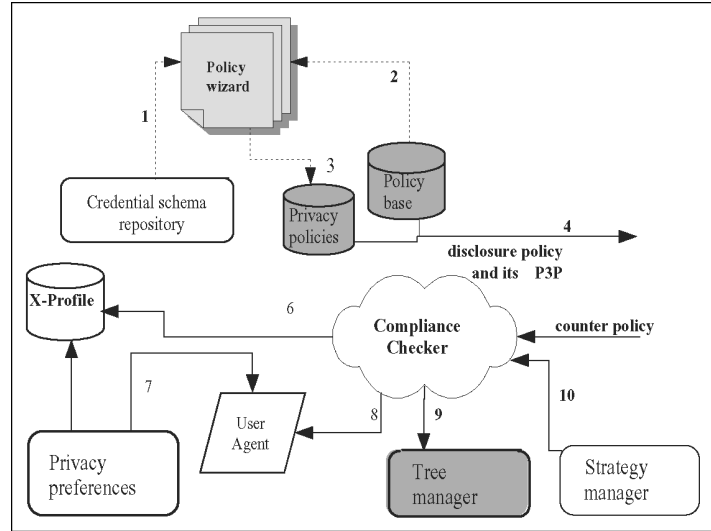 Policy
wizard
1
2
3
Credential schema
repository
Privacy
policies
Policy
base
4
disclosure policy
and its P3P
X-Profile
6
Compliance
Checker
counter policy
7
8
9
10
User
Agent
Privacy
preferences
Tree
manager
Strategy
manager